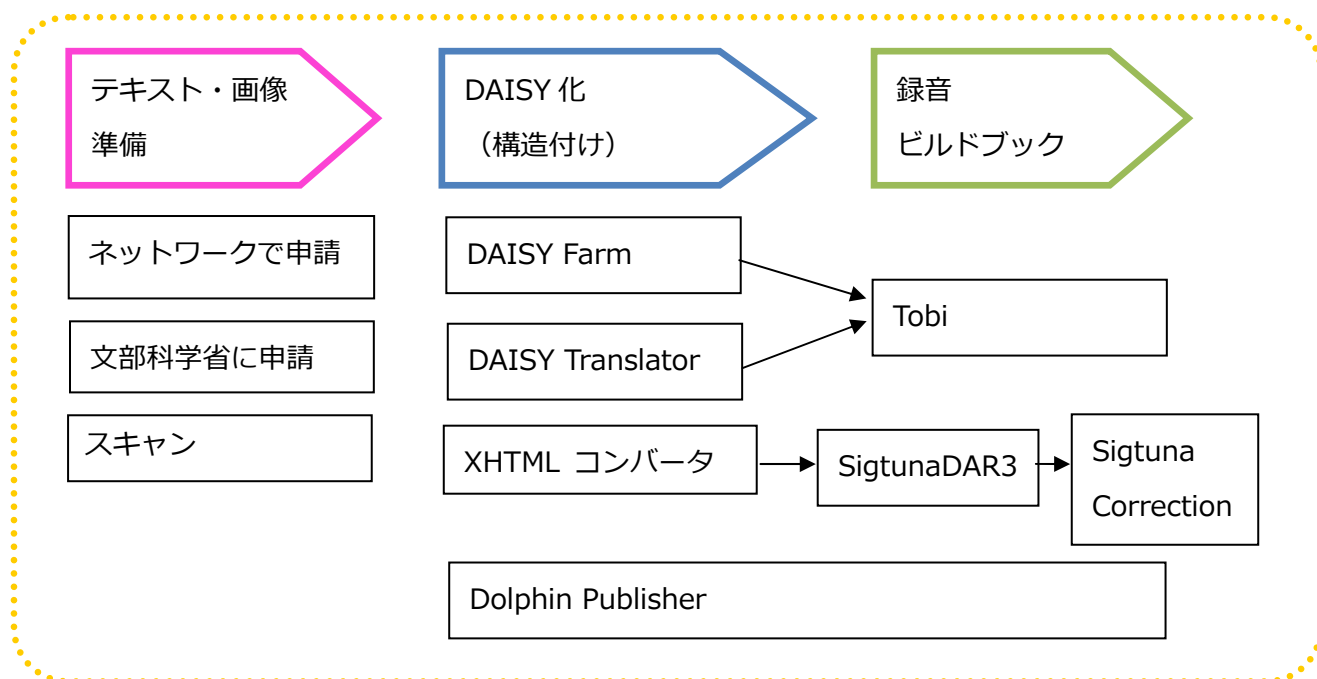 テキスト・画像
準備
DAISY 化
（構造付け）
録音
ビルドブック
ネットワークで申請
文部科学省に申請
スキャン
DAISY Farm
DAISY Translator
Tobi
XHTML コンバータ
SigtunaDAR3
Sigtuna
Correction
Dolphin Publisher